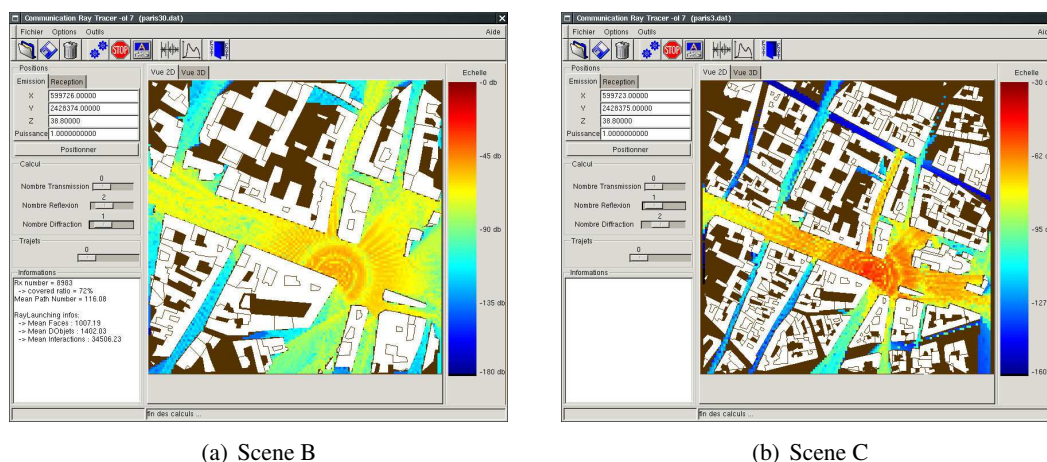 Communication Ray Tracer -ol 7 (paris30.dat)
Fichier Options Outils Aide
Positions
Emission Reception
X 599726.00000
Y 2428374.00000
Z 38.80000
Puissance 1.0000000000
Positionner
Calcul
0
Nombre Transmission
2
Nombre Reflexion
1
Nombre Diffraction
Trajets
0
Informations
Rx number = 8983
-> covered ratio = 72%
Mean Path Number = 116.08
RayLaunching infos:
-> Mean Faces : 1007.19
-> Mean DObjets : 1402.03
-> Mean Interactions : 34506.23
STOP
Vue 2D Vue 3D
Echelle
-0 db
-45 db
-90 db
-135 db
-180 db
fin des calculs ...
(a) Scene B
Communication Ray Tracer -ol 7 (paris3.dat)
Fichier Options Outils Aid
Positions
Emission Reception
X 599723.00000
Y 2428375.00000
Z 38.80000
Puissance 1.0000000000
Positionner
Calcul
0
Nombre Transmission
1
Nombre Reflexion
2
Nombre Diffraction
Trajets
0
Informations
STOP
Vue 2D Vue 3D
Echelle
-30 d
-62
-95
-127
-160
fin des calculs ...
(b) Scene C